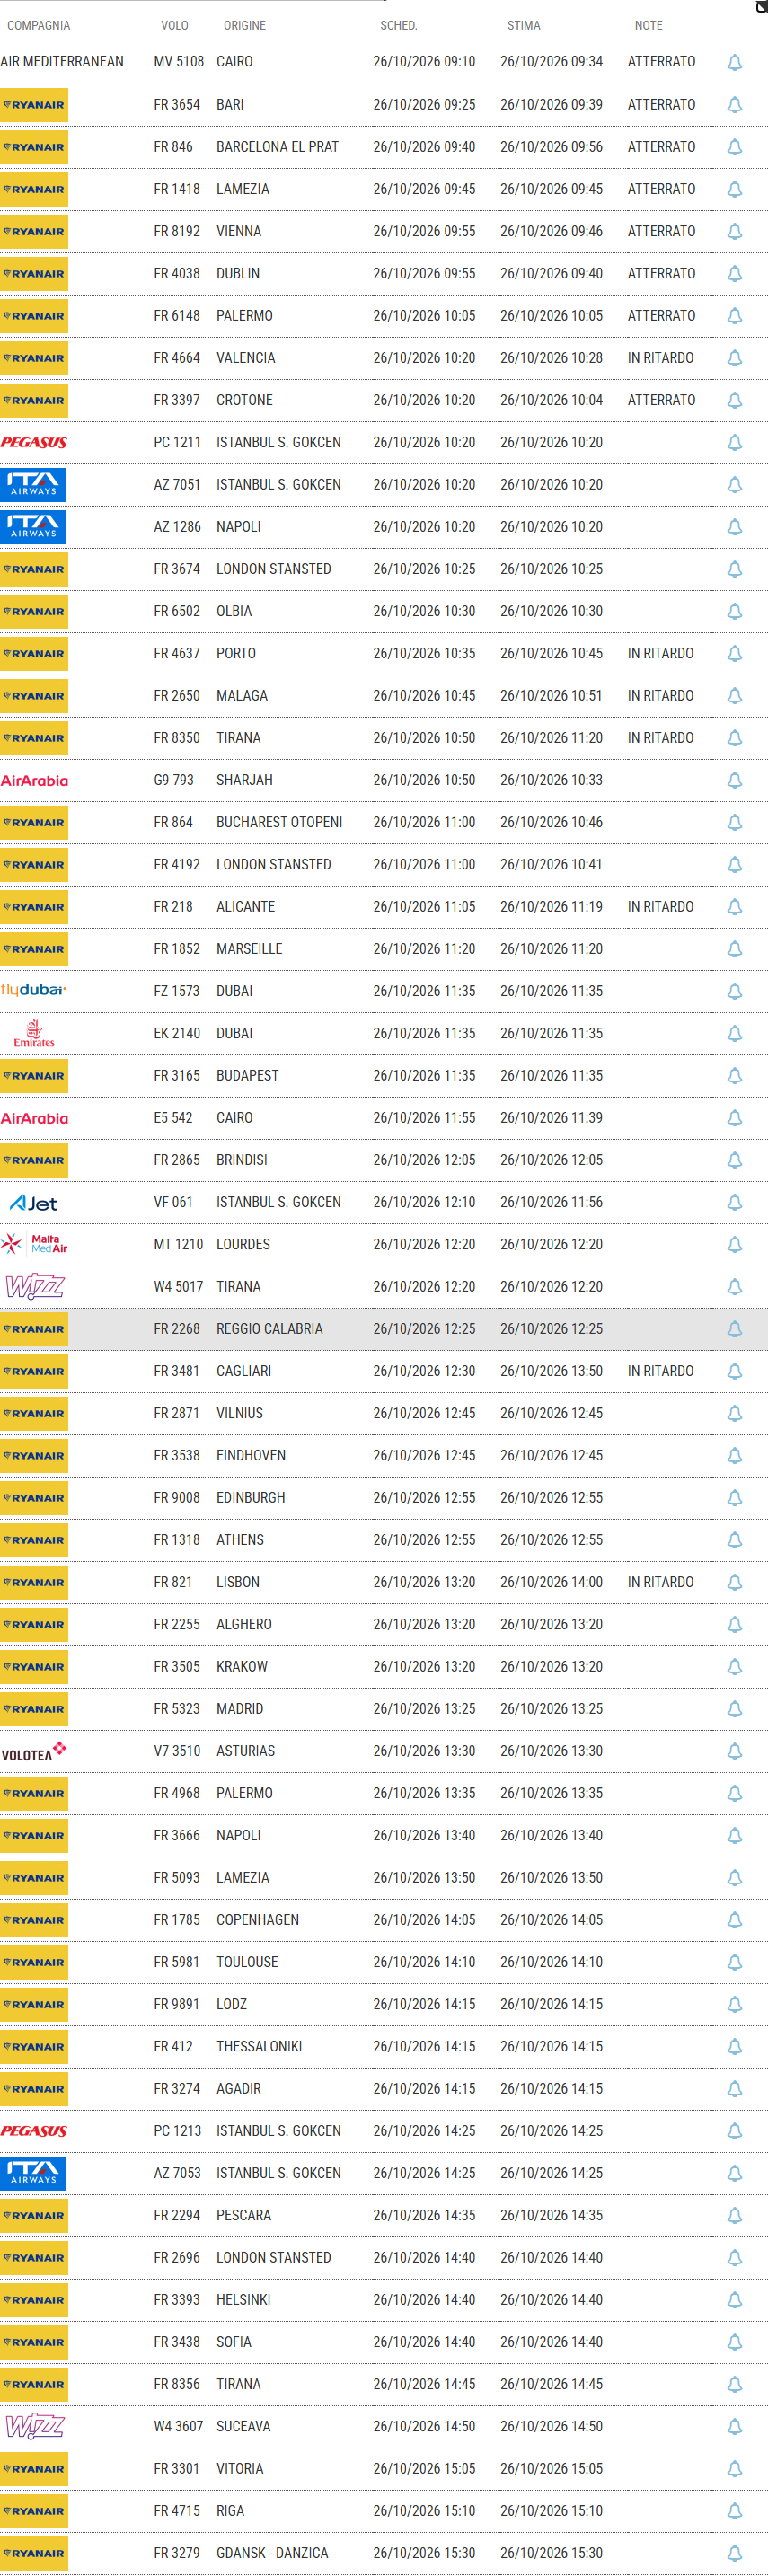 COMPAGNIA VOLO ORIGINE SCHED. STIMA NOTE
AIR MEDITERRANEAN MV 5108 CAIRO 26/10/2026 09:10 26/10/2026 09:34 ATTERRATO
RYANAIR FR 3654 BARI 26/10/2026 09:25 26/10/2026 09:39 ATTERRATO
RYANAIR FR 846 BARCELONA EL PRAT 26/10/2026 09:40 26/10/2026 09:56 ATTERRATO
RYANAIR FR 1418 LAMEZIA 26/10/2026 09:45 26/10/2026 09:45 ATTERRATO
RYANAIR FR 8192 VIENNA 26/10/2026 09:55 26/10/2026 09:46 ATTERRATO
RYANAIR FR 4038 DUBLIN 26/10/2026 09:55 26/10/2026 09:40 ATTERRATO
RYANAIR FR 6148 PALERMO 26/10/2026 10:05 26/10/2026 10:05 ATTERRATO
RYANAIR FR 4664 VALENCIA 26/10/2026 10:20 26/10/2026 10:28 IN RITARDO
RYANAIR FR 3397 CROTONE 26/10/2026 10:20 26/10/2026 10:04 ATTERRATO
PEGASUS PC 1211 ISTANBUL S. GOKCEN 26/10/2026 10:20 26/10/2026 10:20
ITA AIRWAYS AZ 7051 ISTANBUL S. GOKCEN 26/10/2026 10:20 26/10/2026 10:20
ITA AIRWAYS AZ 1286 NAPOLI 26/10/2026 10:20 26/10/2026 10:20
RYANAIR FR 3674 LONDON STANSTED 26/10/2026 10:25 26/10/2026 10:25
RYANAIR FR 6502 OLBIA 26/10/2026 10:30 26/10/2026 10:30
RYANAIR FR 4637 PORTO 26/10/2026 10:35 26/10/2026 10:45 IN RITARDO
RYANAIR FR 2650 MALAGA 26/10/2026 10:45 26/10/2026 10:51 IN RITARDO
RYANAIR FR 8350 TIRANA 26/10/2026 10:50 26/10/2026 11:20 IN RITARDO
AirArabia G9 793 SHARJAH 26/10/2026 10:50 26/10/2026 10:33
RYANAIR FR 864 BUCHAREST OTOPENI 26/10/2026 11:00 26/10/2026 10:46
RYANAIR FR 4192 LONDON STANSTED 26/10/2026 11:00 26/10/2026 10:41
RYANAIR FR 218 ALICANTE 26/10/2026 11:05 26/10/2026 11:19 IN RITARDO
RYANAIR FR 1852 MARSEILLE 26/10/2026 11:20 26/10/2026 11:20
flydubai FZ 1573 DUBAI 26/10/2026 11:35 26/10/2026 11:35
Emirates EK 2140 DUBAI 26/10/2026 11:35 26/10/2026 11:35
RYANAIR FR 3165 BUDAPEST 26/10/2026 11:35 26/10/2026 11:35
AirArabia E5 542 CAIRO 26/10/2026 11:55 26/10/2026 11:39
RYANAIR FR 2865 BRINDISI 26/10/2026 12:05 26/10/2026 12:05
AJet VF 061 ISTANBUL S. GOKCEN 26/10/2026 12:10 26/10/2026 11:56
Malta MedAir MT 1210 LOURDES 26/10/2026 12:20 26/10/2026 12:20
WIZZ W4 5017 TIRANA 26/10/2026 12:20 26/10/2026 12:20
RYANAIR FR 2268 REGGIO CALABRIA 26/10/2026 12:25 26/10/2026 12:25
RYANAIR FR 3481 CAGLIARI 26/10/2026 12:30 26/10/2026 13:50 IN RITARDO
RYANAIR FR 2871 VILNIUS 26/10/2026 12:45 26/10/2026 12:45
RYANAIR FR 3538 EINDHOVEN 26/10/2026 12:45 26/10/2026 12:45
RYANAIR FR 9008 EDINBURGH 26/10/2026 12:55 26/10/2026 12:55
RYANAIR FR 1318 ATHENS 26/10/2026 12:55 26/10/2026 12:55
RYANAIR FR 821 LISBON 26/10/2026 13:20 26/10/2026 14:00 IN RITARDO
RYANAIR FR 2255 ALGHERO 26/10/2026 13:20 26/10/2026 13:20
RYANAIR FR 3505 KRAKOW 26/10/2026 13:20 26/10/2026 13:20
RYANAIR FR 5323 MADRID 26/10/2026 13:25 26/10/2026 13:25
VOLOTEA V7 3510 ASTURIAS 26/10/2026 13:30 26/10/2026 13:30
RYANAIR FR 4968 PALERMO 26/10/2026 13:35 26/10/2026 13:35
RYANAIR FR 3666 NAPOLI 26/10/2026 13:40 26/10/2026 13:40
RYANAIR FR 5093 LAMEZIA 26/10/2026 13:50 26/10/2026 13:50
RYANAIR FR 1785 COPENHAGEN 26/10/2026 14:05 26/10/2026 14:05
RYANAIR FR 5981 TOULOUSE 26/10/2026 14:10 26/10/2026 14:10
RYANAIR FR 9891 LODZ 26/10/2026 14:15 26/10/2026 14:15
RYANAIR FR 412 THESSALONIKI 26/10/2026 14:15 26/10/2026 14:15
RYANAIR FR 3274 AGADIR 26/10/2026 14:15 26/10/2026 14:15
PEGASUS PC 1213 ISTANBUL S. GOKCEN 26/10/2026 14:25 26/10/2026 14:25
ITA AIRWAYS AZ 7053 ISTANBUL S. GOKCEN 26/10/2026 14:25 26/10/2026 14:25
RYANAIR FR 2294 PESCARA 26/10/2026 14:35 26/10/2026 14:35
RYANAIR FR 2696 LONDON STANSTED 26/10/2026 14:40 26/10/2026 14:40
RYANAIR FR 3393 HELSINKI 26/10/2026 14:40 26/10/2026 14:40
RYANAIR FR 3438 SOFIA 26/10/2026 14:40 26/10/2026 14:40
RYANAIR FR 8356 TIRANA 26/10/2026 14:45 26/10/2026 14:45
WIZZ W4 3607 SUCEAVA 26/10/2026 14:50 26/10/2026 14:50
RYANAIR FR 3301 VITORIA 26/10/2026 15:05 26/10/2026 15:05
RYANAIR FR 4715 RIGA 26/10/2026 15:10 26/10/2026 15:10
RYANAIR FR 3279 GDANSK - DANZICA 26/10/2026 15:30 26/10/2026 15:30